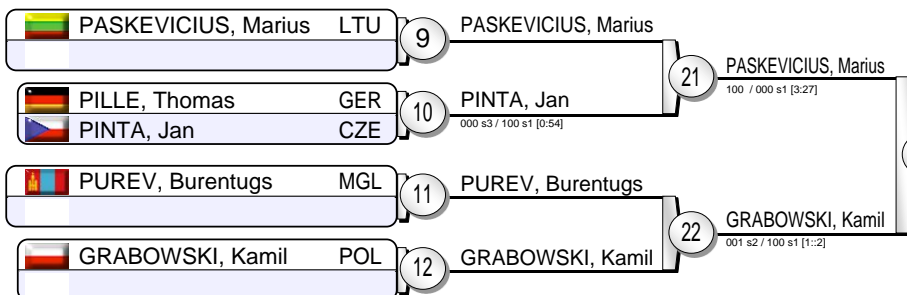 PASKEVICIUS, Marius LTU
9
PASKEVICIUS, Marius
21
PASKEVICIUS, Marius
100 / 000 s1 [3:27]
PILLE, Thomas GER
PINTA, Jan CZE
10
PINTA, Jan
000 s3 / 100 s1 [0:54]
PUREV, Burentugs MGL
11
PUREV, Burentugs
22
GRABOWSKI, Kamil
001 s2 / 100 s1 [1::2]
GRABOWSKI, Kamil POL
12
GRABOWSKI, Kamil